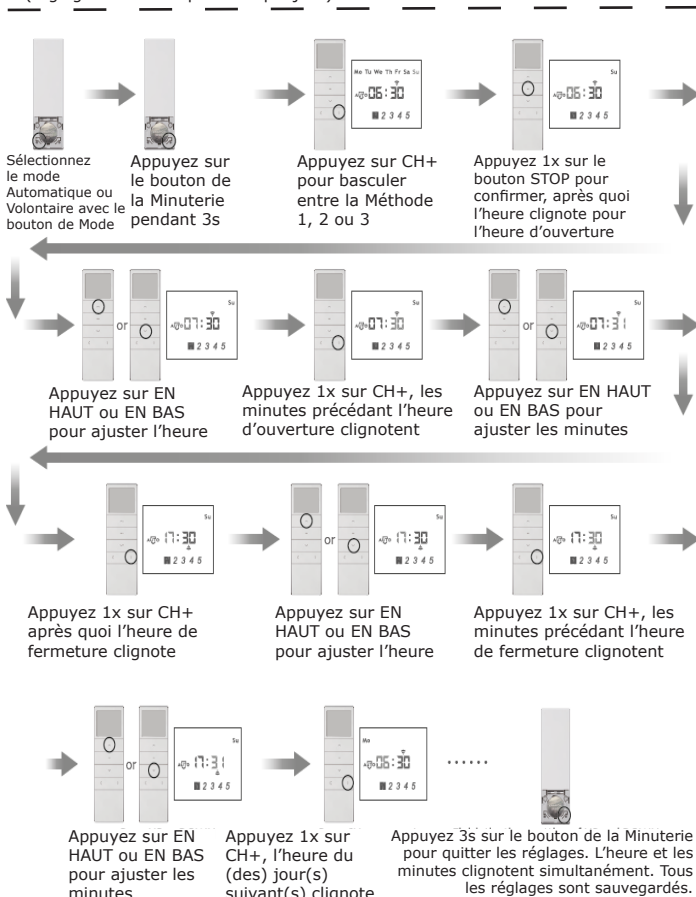 Mo Tu We Th Fr Sa Su
06:30
2 3 4 5
Su
06:30
2 3 4 5
Sélectionnez
le mode
Automatique ou
Volontaire avec le
bouton de Mode
Appuyez sur
le bouton de
la Minuterie
pendant 3s
Appuyez sur CH+
pour basculer
entre la Méthode
1, 2 ou 3
Appuyez 1x sur le
bouton STOP pour
confirmer, après quoi
l'heure clignote pour
l'heure d'ouverture
or
Su
07:30
2 3 4 5
Su
07:30
2 3 4 5
or
Su
07:31
2 3 4 5
Appuyez sur EN
HAUT ou EN BAS
pour ajuster l'heure
Appuyez 1x sur CH+, les
minutes précédant l'heure
d'ouverture clignotent
Appuyez sur EN HAUT
ou EN BAS pour
ajuster les minutes
Su
17:30
2 3 4 5
or
Su
17:30
2 3 4 5
Su
17:30
2 3 4 5
Appuyez 1x sur CH+
après quoi l'heure de
fermeture clignote
Appuyez sur EN
HAUT ou EN BAS
pour ajuster l'heure
Appuyez 1x sur CH+, les
minutes précédant l'heure
de fermeture clignotent
or
Su
17:31
2 3 4 5
Mo
06:30
2 3 4 5
......
Appuyez sur EN
HAUT ou EN BAS
pour ajuster les
minutes
Appuyez 1x sur
CH+, l'heure du
(des) jour(s)
suivant(s) clignote
Appuyez 3s sur le bouton de la Minuterie
pour quitter les réglages. L'heure et les
minutes clignotent simultanément. Tous
les réglages sont sauvegardés.